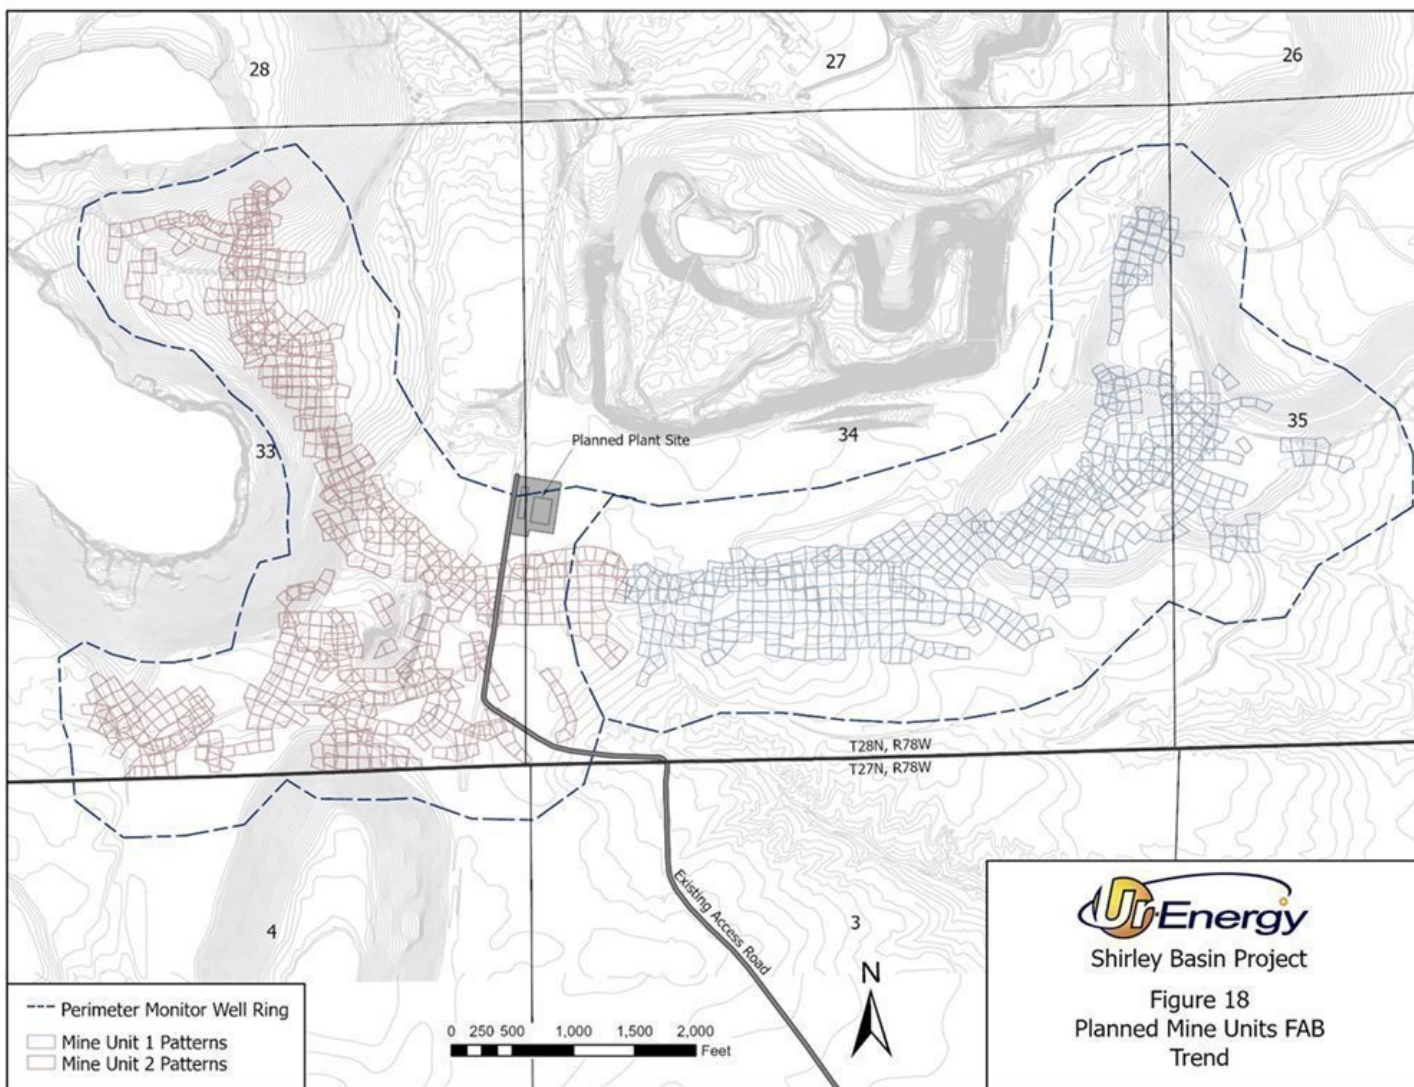 28
27
26
33
34
35
Planned Plant Site
T28N, R78W
T27N, R78W
Existing Access Road
4
3
N
Perimeter Monitor Well Ring
Mine Unit 1 Patterns
Mine Unit 2 Patterns
0 250 500 1,000 1,500 2,000
Feet
Ur-Energy
Shirley Basin Project
Figure 18
Planned Mine Units FAB
Trend